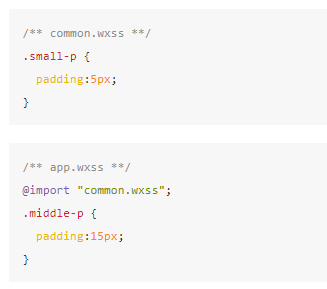 /** common.wxss **/
.small-p {
  padding:5px;
}
/** app.wxss **/
@import "common.wxss";
.middle-p {
  padding:15px;
}